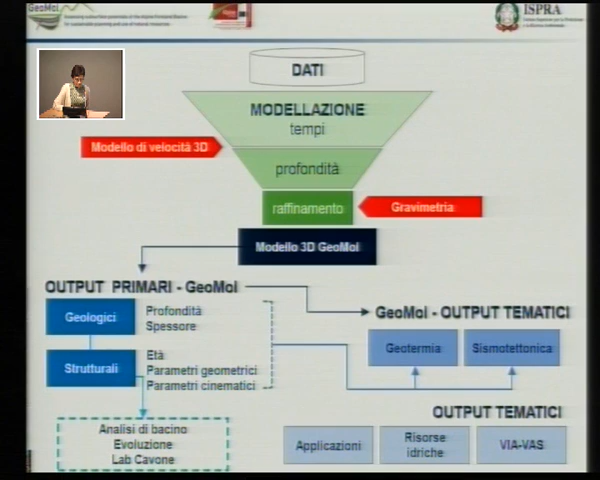 GeoMol
ISPRA
DATI
MODELLAZIONE
tempi
Modello di velocità 3D
profondità
raffinamento
Gravimetria
Modello 3D GeoMol
OUTPUT PRIMARI - GeoMol
GeoMol - OUTPUT TEMATICI
Geologici
Profondità
Spessore
Geotermia
Sismotettonica
Strutturali
Età
Parametri geometrici
Parametri cinematici
OUTPUT TEMATICI
Analisi di bacino
Evoluzione
Lab Cavone
Applicazioni
Risorse
idriche
VIA-VAS